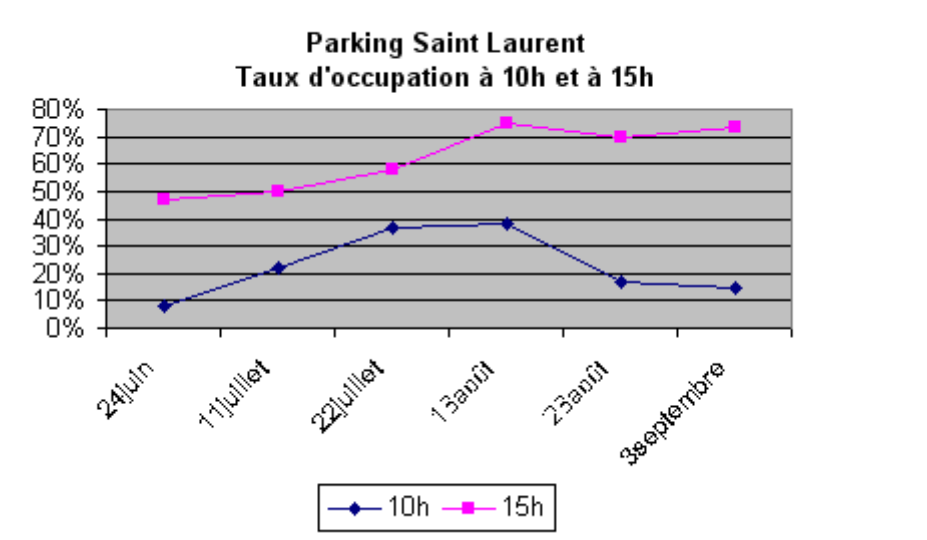 Parking Saint Laurent
Taux d'occupation à 10h et à 15h
80%
70%
60%
50%
40%
30%
20%
10%
0%
24juin
11juillet
22juillet
13août
23août
3septembre
10h
15h